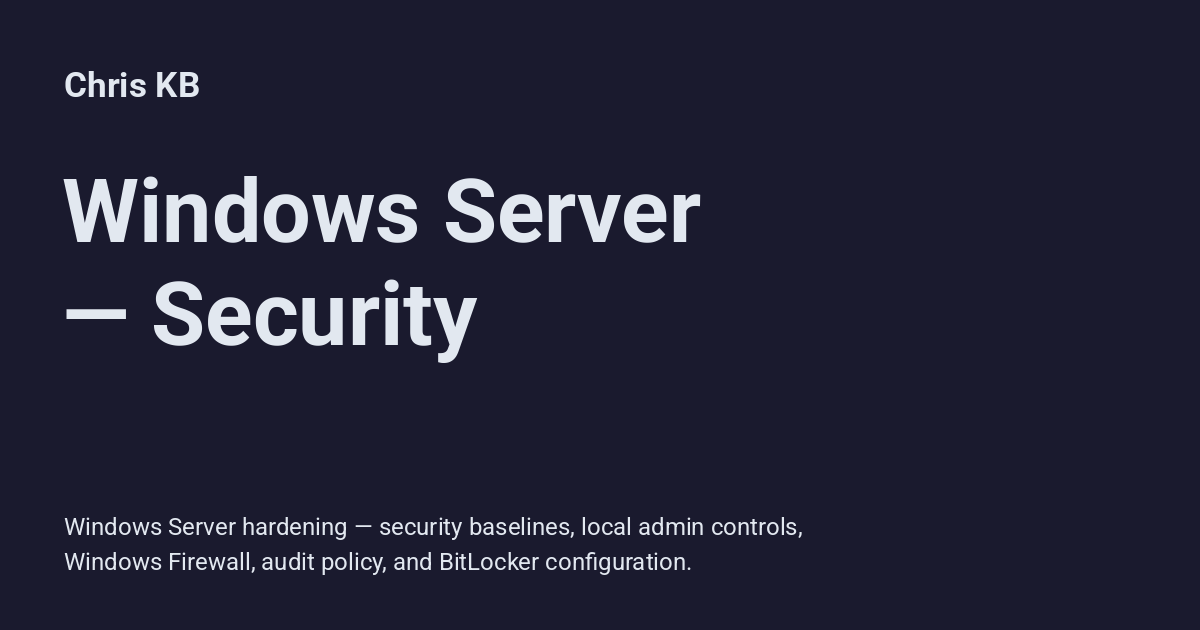 Chris KB
Windows Server
— Security
Windows Server hardening — security baselines, local admin controls,
Windows Firewall, audit policy, and BitLocker configuration.